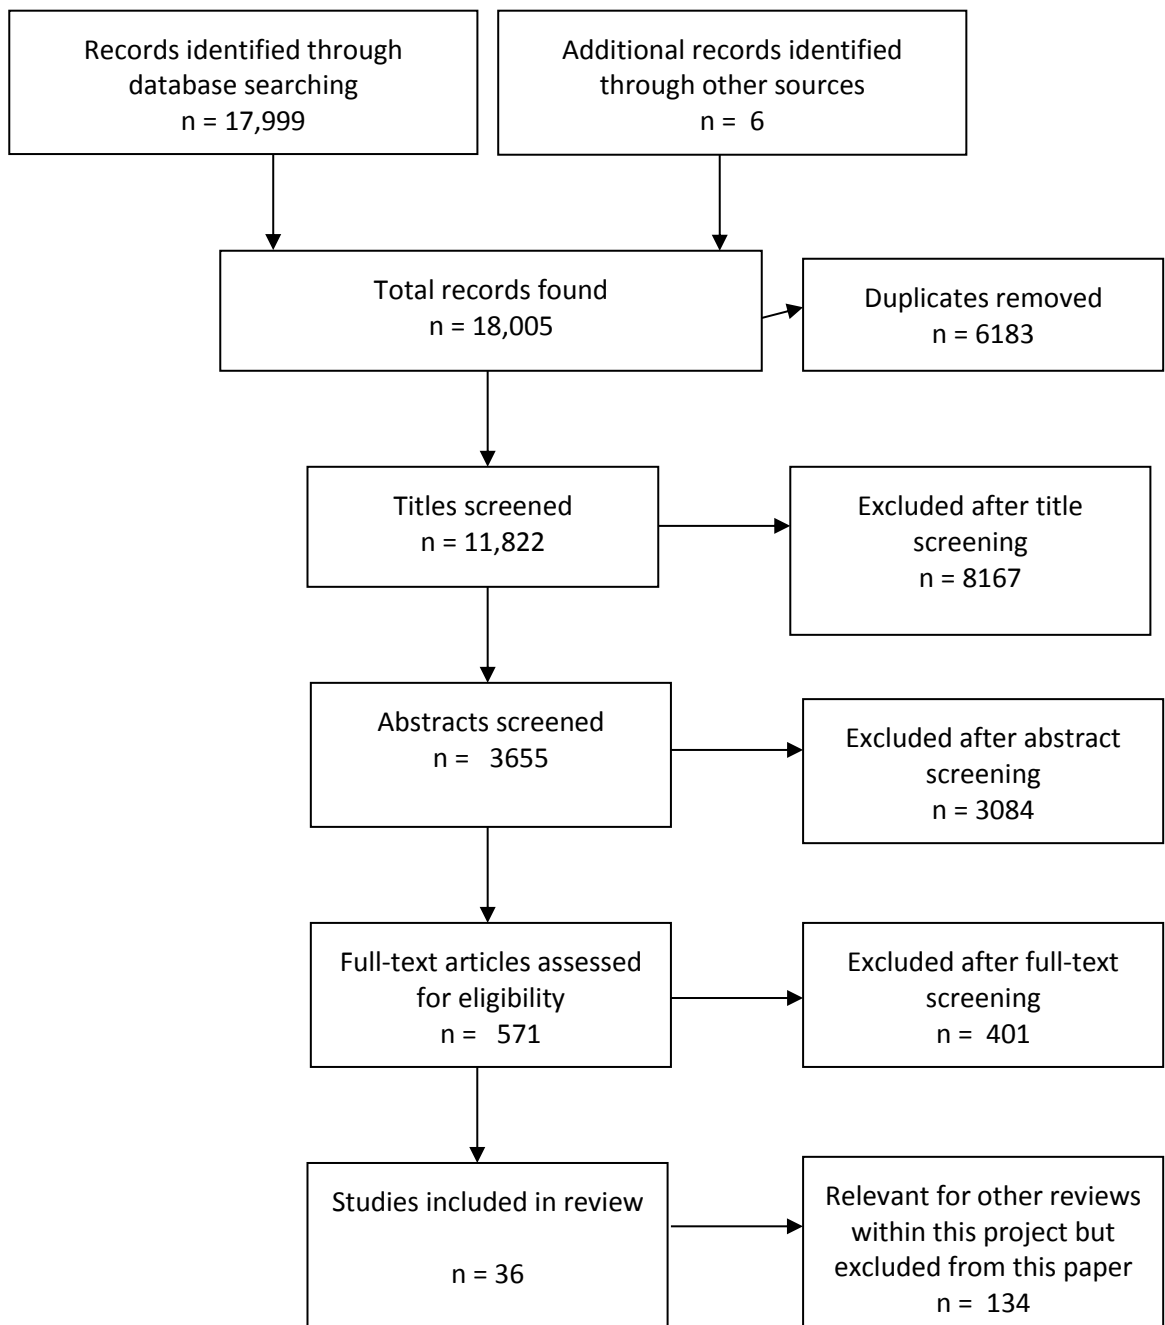 Records identified through
database searching
n = 17,999
Additional records identified
through other sources
n = 6
Total records found
n = 18,005
Duplicates removed
n = 6183
Titles screened
n = 11,822
Excluded after title
screening
n = 8167
Abstracts screened
n = 3655
Excluded after abstract
screening
n = 3084
Full-text articles assessed
for eligibility
n = 571
Excluded after full-text
screening
n = 401
Studies included in review
n = 36
Relevant for other reviews
within this project but
excluded from this paper
n = 134